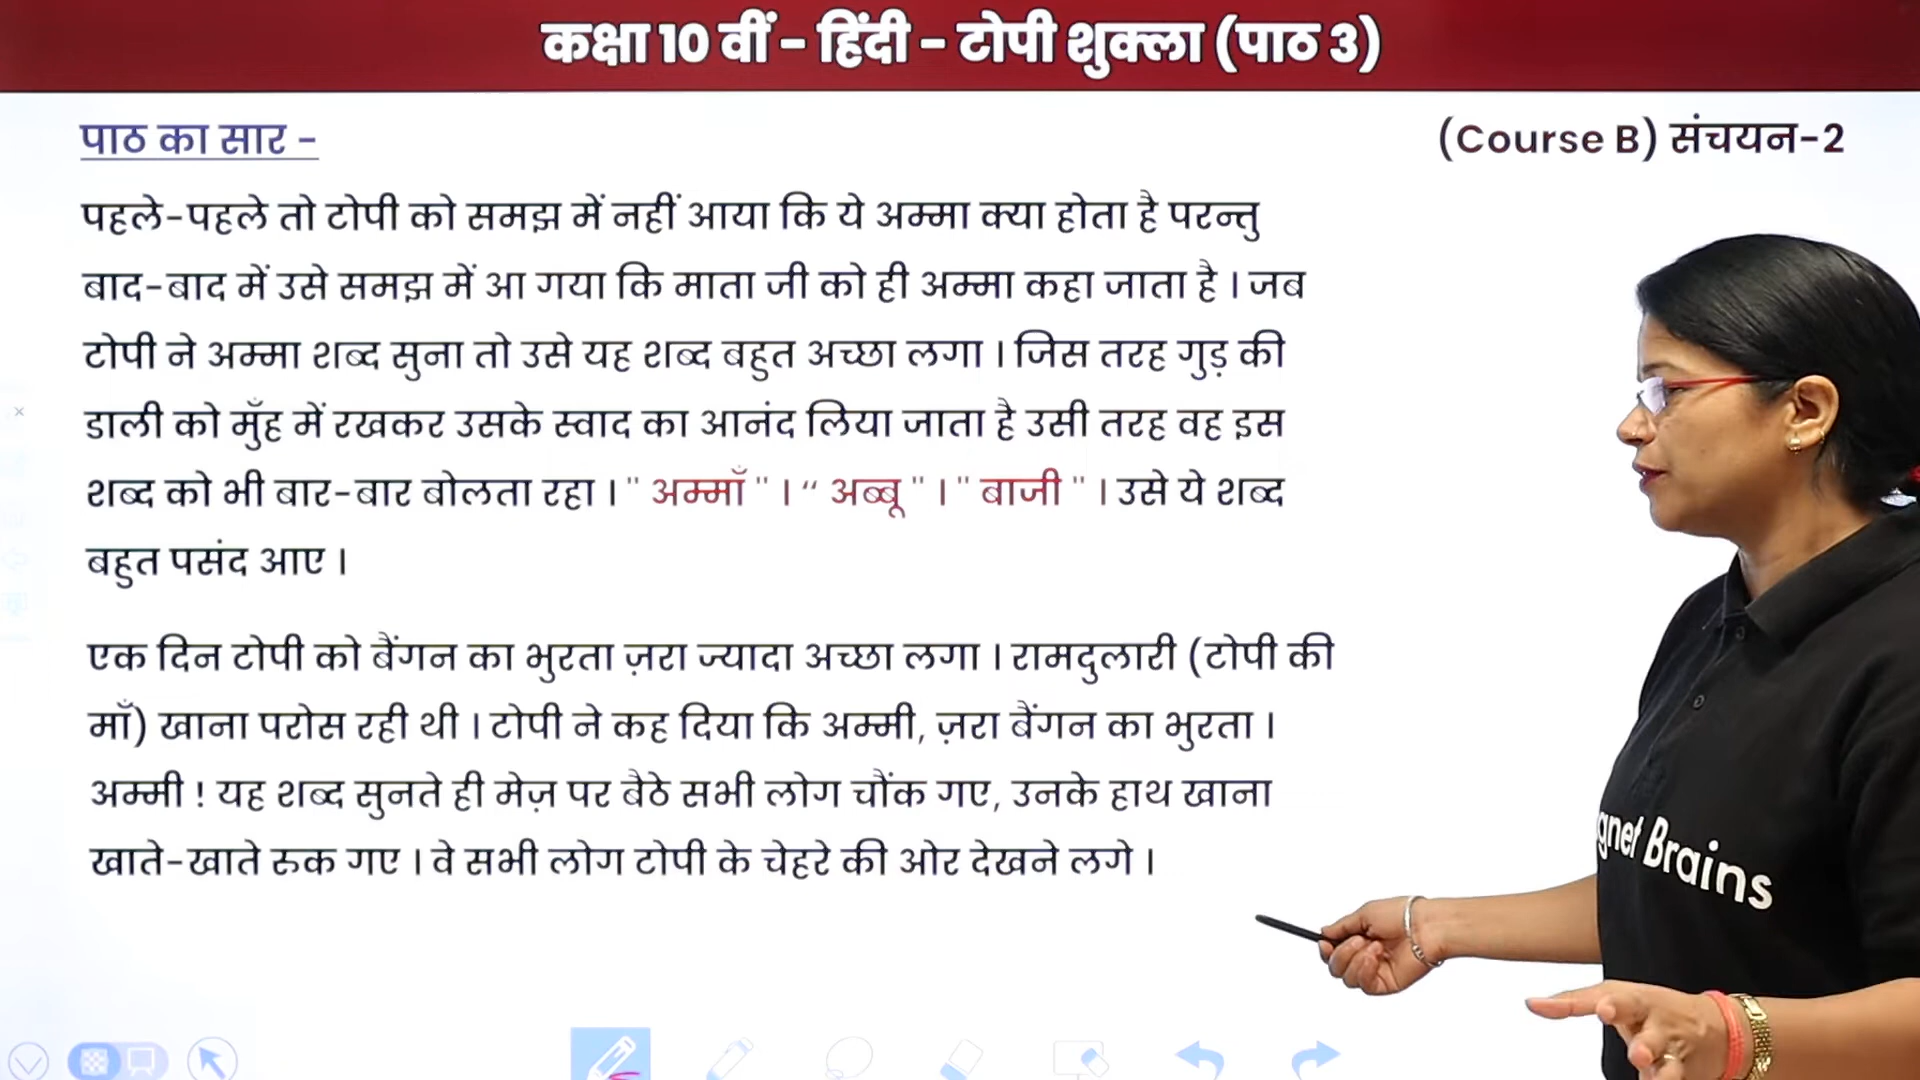 कक्षा 10 वीं - हिंदी - टोपी शुक्ला (पाठ 3)
पाठ का सार -
(Course B) संचयन-2
पहले-पहले तो टोपी को समझ में नहीं आया कि ये अम्मा क्या होता है परन्तु
बाद-बाद में उसे समझ में आ गया कि माता जी को ही अम्मा कहा जाता है । जब
टोपी ने अम्मा शब्द सुना तो उसे यह शब्द बहुत अच्छा लगा । जिस तरह गुड़ की
डाली को मुँह में रखकर उसके स्वाद का आनंद लिया जाता है उसी तरह वह इस
शब्द को भी बार-बार बोलता रहा । " अम्माँ " । “ अब्बू " । " बाजी " । उसे ये शब्द
बहुत पसंद आए ।
एक दिन टोपी को बैंगन का भुरता ज़रा ज्यादा अच्छा लगा । रामदुलारी (टोपी की
माँ) खाना परोस रही थी । टोपी ने कह दिया कि अम्मी, ज़रा बैंगन का भुरता ।
अम्मी ! यह शब्द सुनते ही मेज़ पर बैठे सभी लोग चौंक गए, उनके हाथ खाना
खाते-खाते रुक गए । वे सभी लोग टोपी के चेहरे की ओर देखने लगे ।
gnet Brains